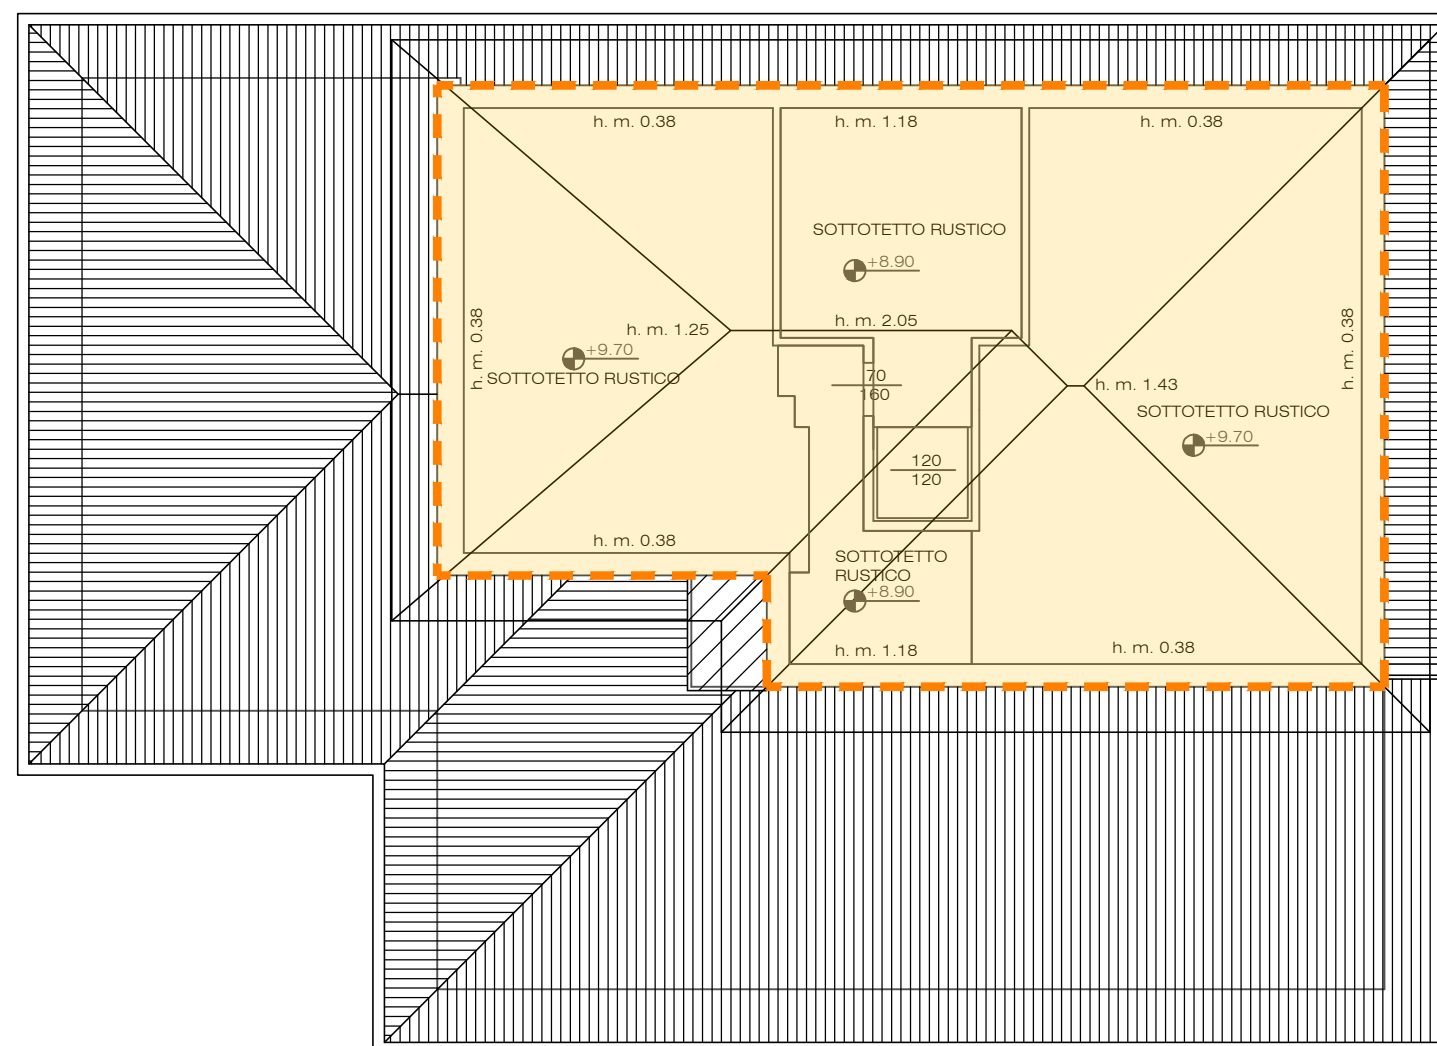 h. m. 0.38
h. m. 1.18
h. m. 0.38
SOTTOTETTO RUSTICO
+8.90
h. m. 2.05
h. m. 1.25
h. m. 0.38
+9.70
SOTTOTETTO RUSTICO
70
160
h. m. 1.43
h. m. 0.38
SOTTOTETTO RUSTICO
+9.70
120
120
h. m. 0.38
SOTTOTETTO
RUSTICO
+8.90
h. m. 1.18
h. m. 0.38